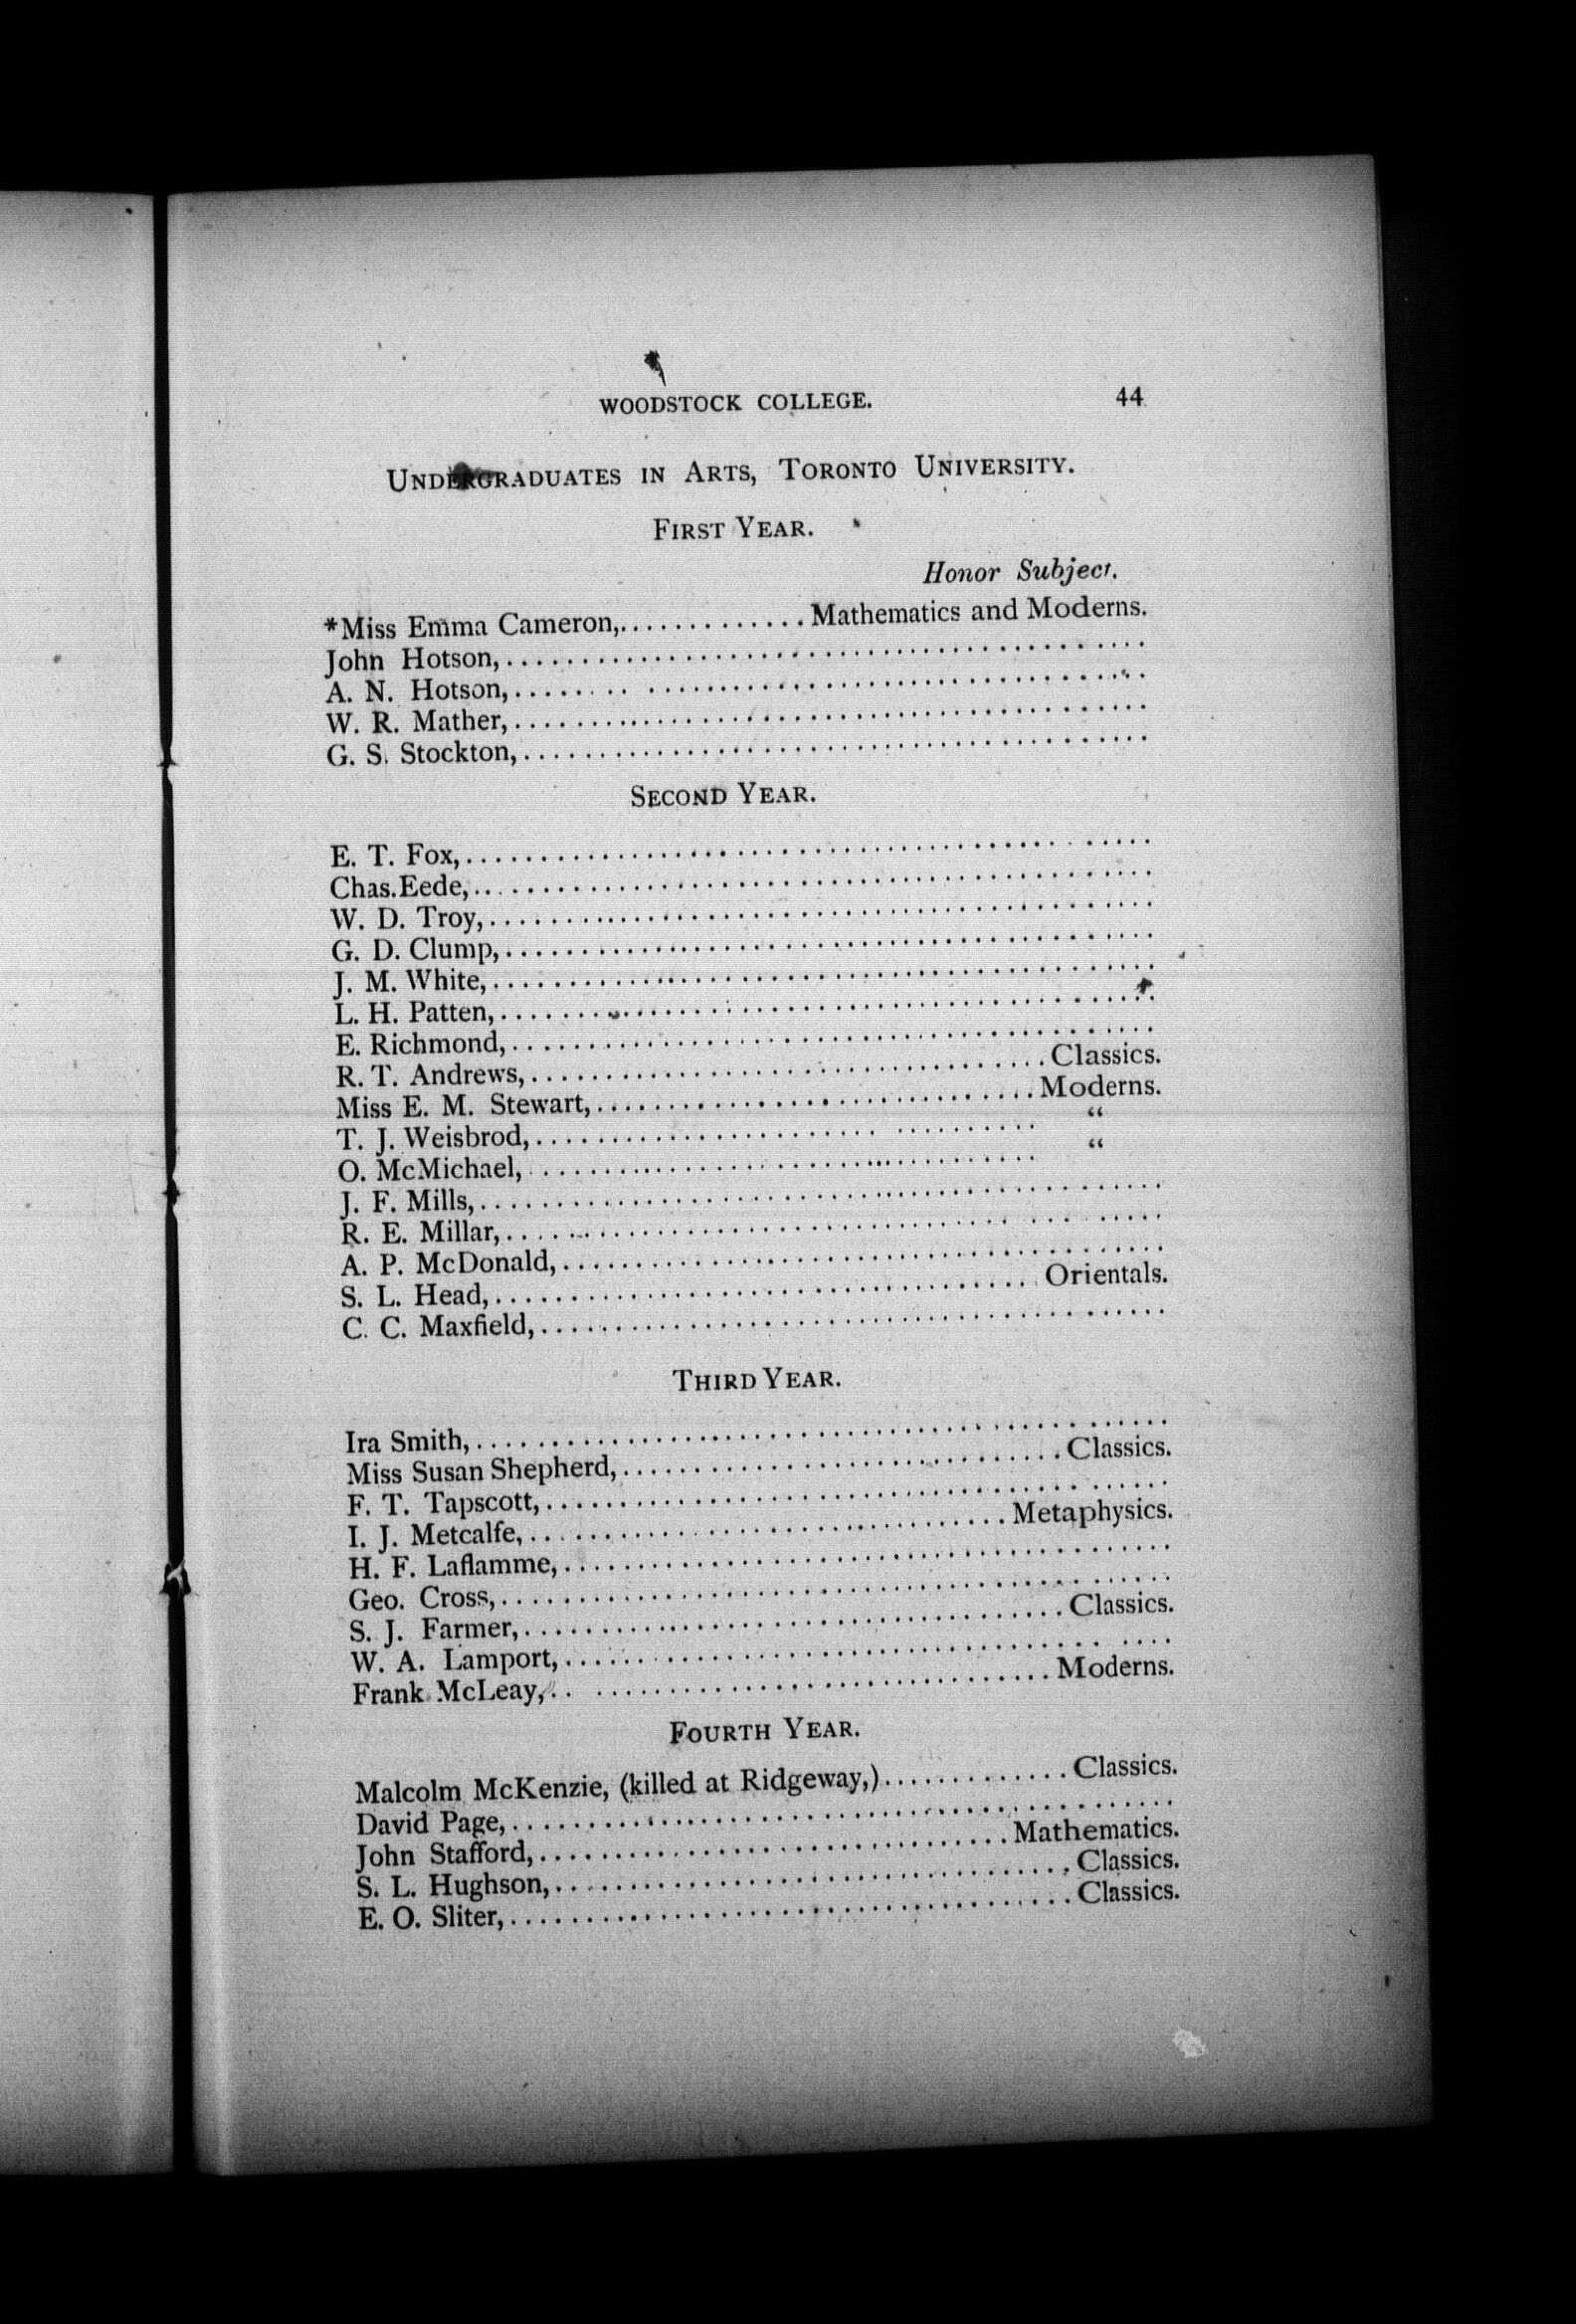 WOODSTOCK COLLEGE. 44
UNDERGRADUATES IN ARTS, TORONTO UNIVERSITY.
FIRST YEAR.
Honor Subject.
*Miss Emma Cameron,.............Mathematics and Moderns.
John Hotson,...........................................
A. N. Hotson,........ .................................
W. R. Mather,..........................................
G. S. Stockton,.........................................
SECOND YEAR.
E. T. Fox,..............................................
Chas.Eede,..............................................
W. D. Troy,.............................................
G. D. Clump,............................................
J. M. White,............................................
L. H. Patten,...........................................
E. Richmond,............................................
R. T. Andrews,..................................Classics.
Miss E. M. Stewart,..............................Moderns.
T. J. Weisbrod,....................... .......... “
O. McMichael,................................... “
J. F. Mills,.............................................
R. E. Millar,................................. ... .....
A. P. McDonald,.........................................
S. L. Head,.....................................Orientals.
C. C. Maxfield,..........................................
THIRD YEAR.
Ira Smith,..............................................
Miss Susan Shepherd,..............................Classics.
F. T. Tapscott,.................................... ......
I. J. Metcalfe,.................................Metaphysics.
H. F. Laflamme,.........................................
Geo. Cross,....................................... ......
S. J. Farmer,.....................................Classics.
W. A. Lamport,..................................... ....
Frank McLeay,.. ...............................Moderns.
FOURTH YEAR.
Malcolm McKenzie, (killed at Ridgeway,).............Classics.
David Page,.............................................
John Stafford,................................Mathematics.
S. L. Hughson,...................................Classics.
E. O. Sliter,......................................Classics.